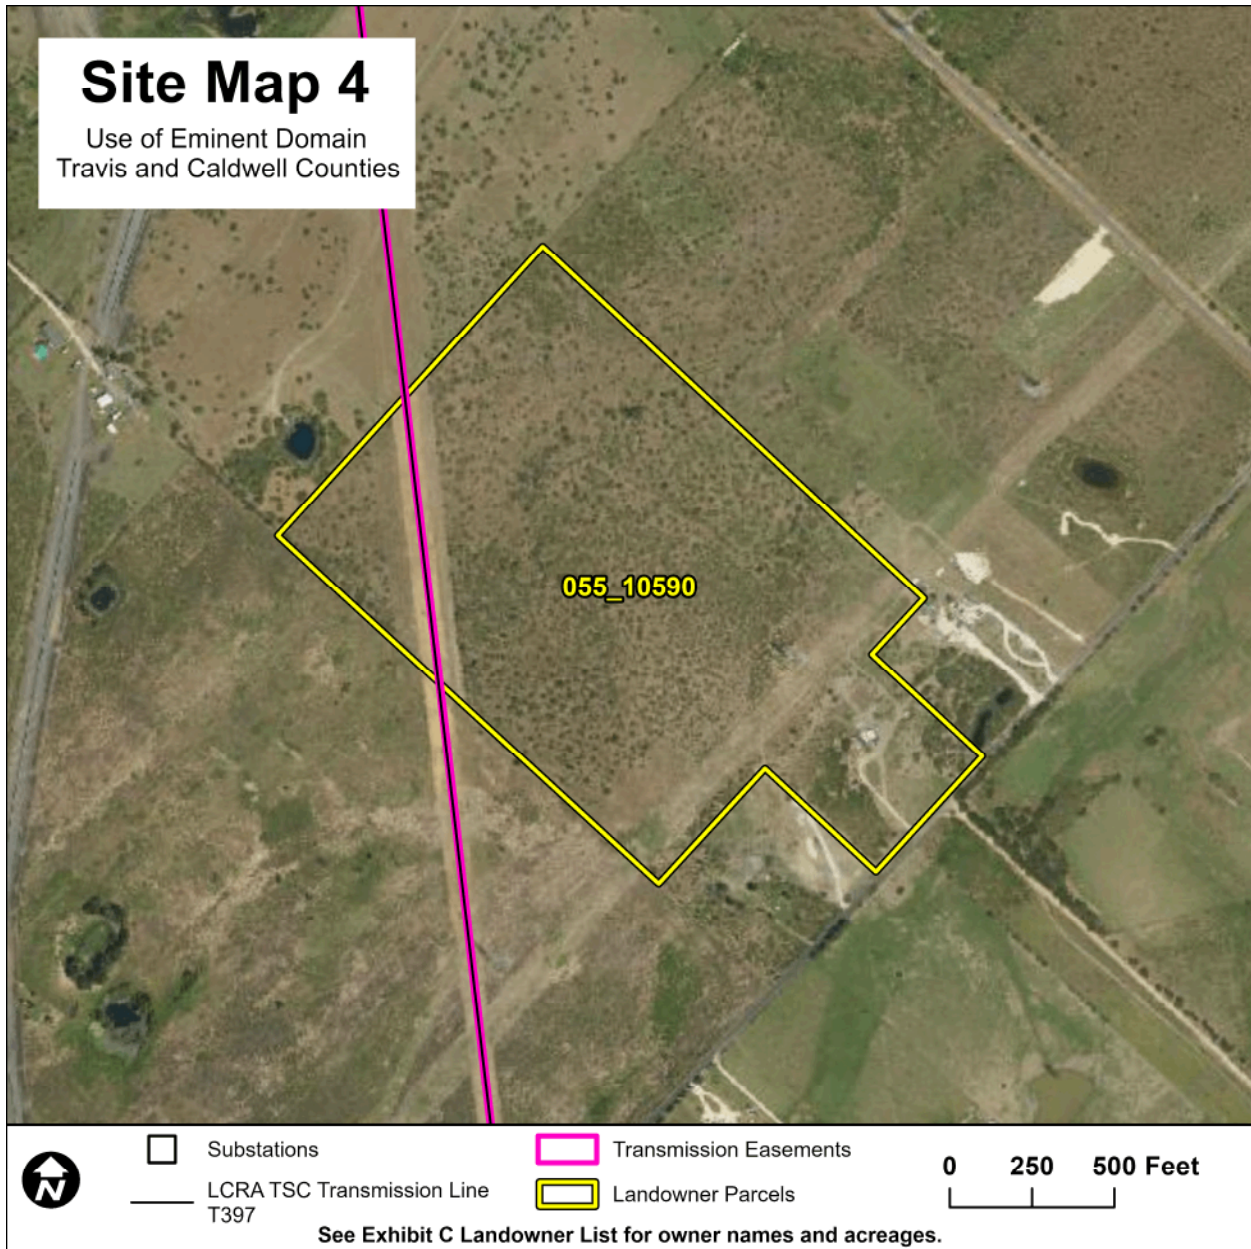 Site Map 4
Use of Eminent Domain
Travis and Caldwell Counties
055_10590
N
Substations
LCRA TSC Transmission Line
T397
Transmission Easements
Landowner Parcels
0 250 500 Feet
See Exhibit C Landowner List for owner names and acreages.